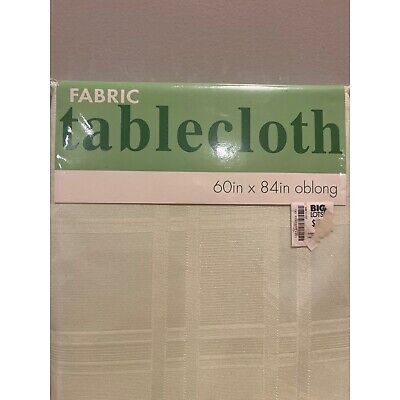 FABRIC
tablecloth
60in x 84in oblong
BIG
LOTS
$